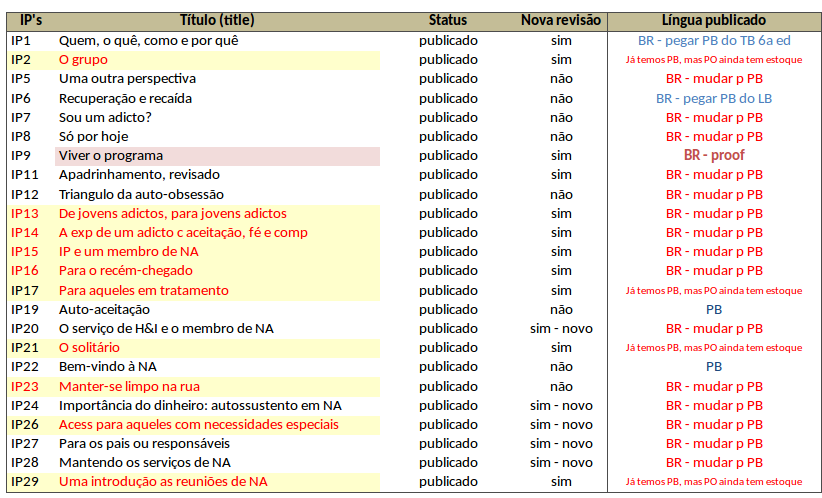 IP's Título (title) Status Nova revisão Língua publicado
IP1 Quem, o quê, como e por quê publicado sim BR - pegar PB do TB 6a ed
IP2 O grupo publicado sim Já temos PB, mas PO ainda tem estoque
IP5 Uma outra perspectiva publicado não BR - mudar p PB
IP6 Recuperação e recaída publicado não BR - pegar PB do LB
IP7 Sou um adicto? publicado não BR - mudar p PB
IP8 Só por hoje publicado não BR - mudar p PB
IP9 Viver o programa publicado sim BR - proof
IP11 Apadrinhamento, revisado publicado sim BR - mudar p PB
IP12 Triangulo da auto-obsessão publicado não BR - mudar p PB
IP13 De jovens adictos, para jovens adictos publicado sim BR - mudar p PB
IP14 A exp de um adicto c aceitação, fé e comp publicado sim BR - mudar p PB
IP15 IP e um membro de NA publicado sim BR - mudar p PB
IP16 Para o recém-chegado publicado sim BR - mudar p PB
IP17 Para aqueles em tratamento publicado sim Já temos PB, mas PO ainda tem estoque
IP19 Auto-aceitação publicado não PB
IP20 O serviço de H&I e o membro de NA publicado sim - novo BR - mudar p PB
IP21 O solitário publicado sim Já temos PB, mas PO ainda tem estoque
IP22 Bem-vindo à NA publicado não PB
IP23 Manter-se limpo na rua publicado não BR - mudar p PB
IP24 Importância do dinheiro: autossustento em NA publicado sim - novo BR - mudar p PB
IP26 Acess para aqueles com necessidades especiais publicado sim - novo BR - mudar p PB
IP27 Para os pais ou responsáveis publicado sim - novo BR - mudar p PB
IP28 Mantendo os serviços de NA publicado sim - novo BR - mudar p PB
IP29 Uma introdução as reuniões de NA publicado sim Já temos PB, mas PO ainda tem estoque